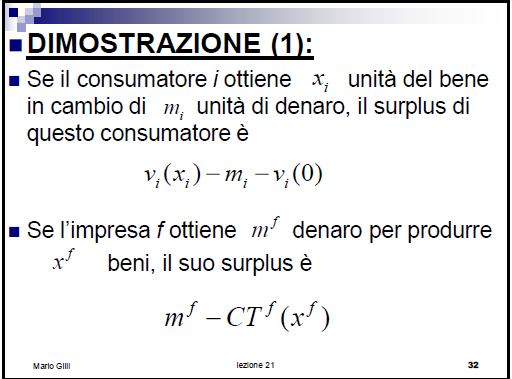 DIMOSTRAZIONE (1):
Se il consumatore i ottiene x_i unità del bene
in cambio di m_i unità di denaro, il surplus di
questo consumatore è
v_i(x_i) − m_i − v_i(0)
Se l'impresa f ottiene m^f denaro per produrre
x^f beni, il suo surplus è
m^f − CT^f(x^f)
Mario Gilli lezione 21 32